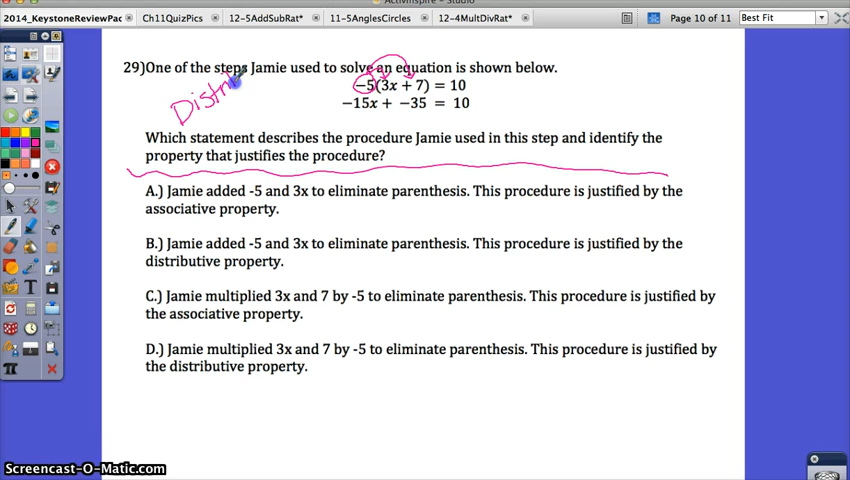 ActivInspire - Studio
2014_KeystoneReviewPac
Ch11QuizPics
12-5AddSubRat*
11-5AnglesCircles
12-4MultDivRat*
Page 10 of 11
Best Fit
29)One of the steps Jamie used to solve an equation is shown below.
−5(3x + 7) = 10
−15x + −35 = 10
Distri
Which statement describes the procedure Jamie used in this step and identify the
property that justifies the procedure?
A.) Jamie added -5 and 3x to eliminate parenthesis. This procedure is justified by the
associative property.
B.) Jamie added -5 and 3x to eliminate parenthesis. This procedure is justified by the
distributive property.
C.) Jamie multiplied 3x and 7 by -5 to eliminate parenthesis. This procedure is justified by
the associative property.
D.) Jamie multiplied 3x and 7 by -5 to eliminate parenthesis. This procedure is justified by
the distributive property.
Screencast-O-Matic.com